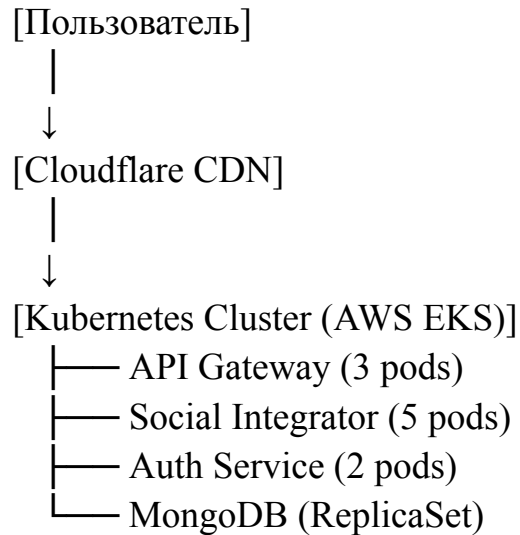 [Пользователь]
│
↓
[Cloudflare CDN]
│
↓
[Kubernetes Cluster (AWS EKS)]
├── API Gateway (3 pods)
├── Social Integrator (5 pods)
├── Auth Service (2 pods)
└── MongoDB (ReplicaSet)